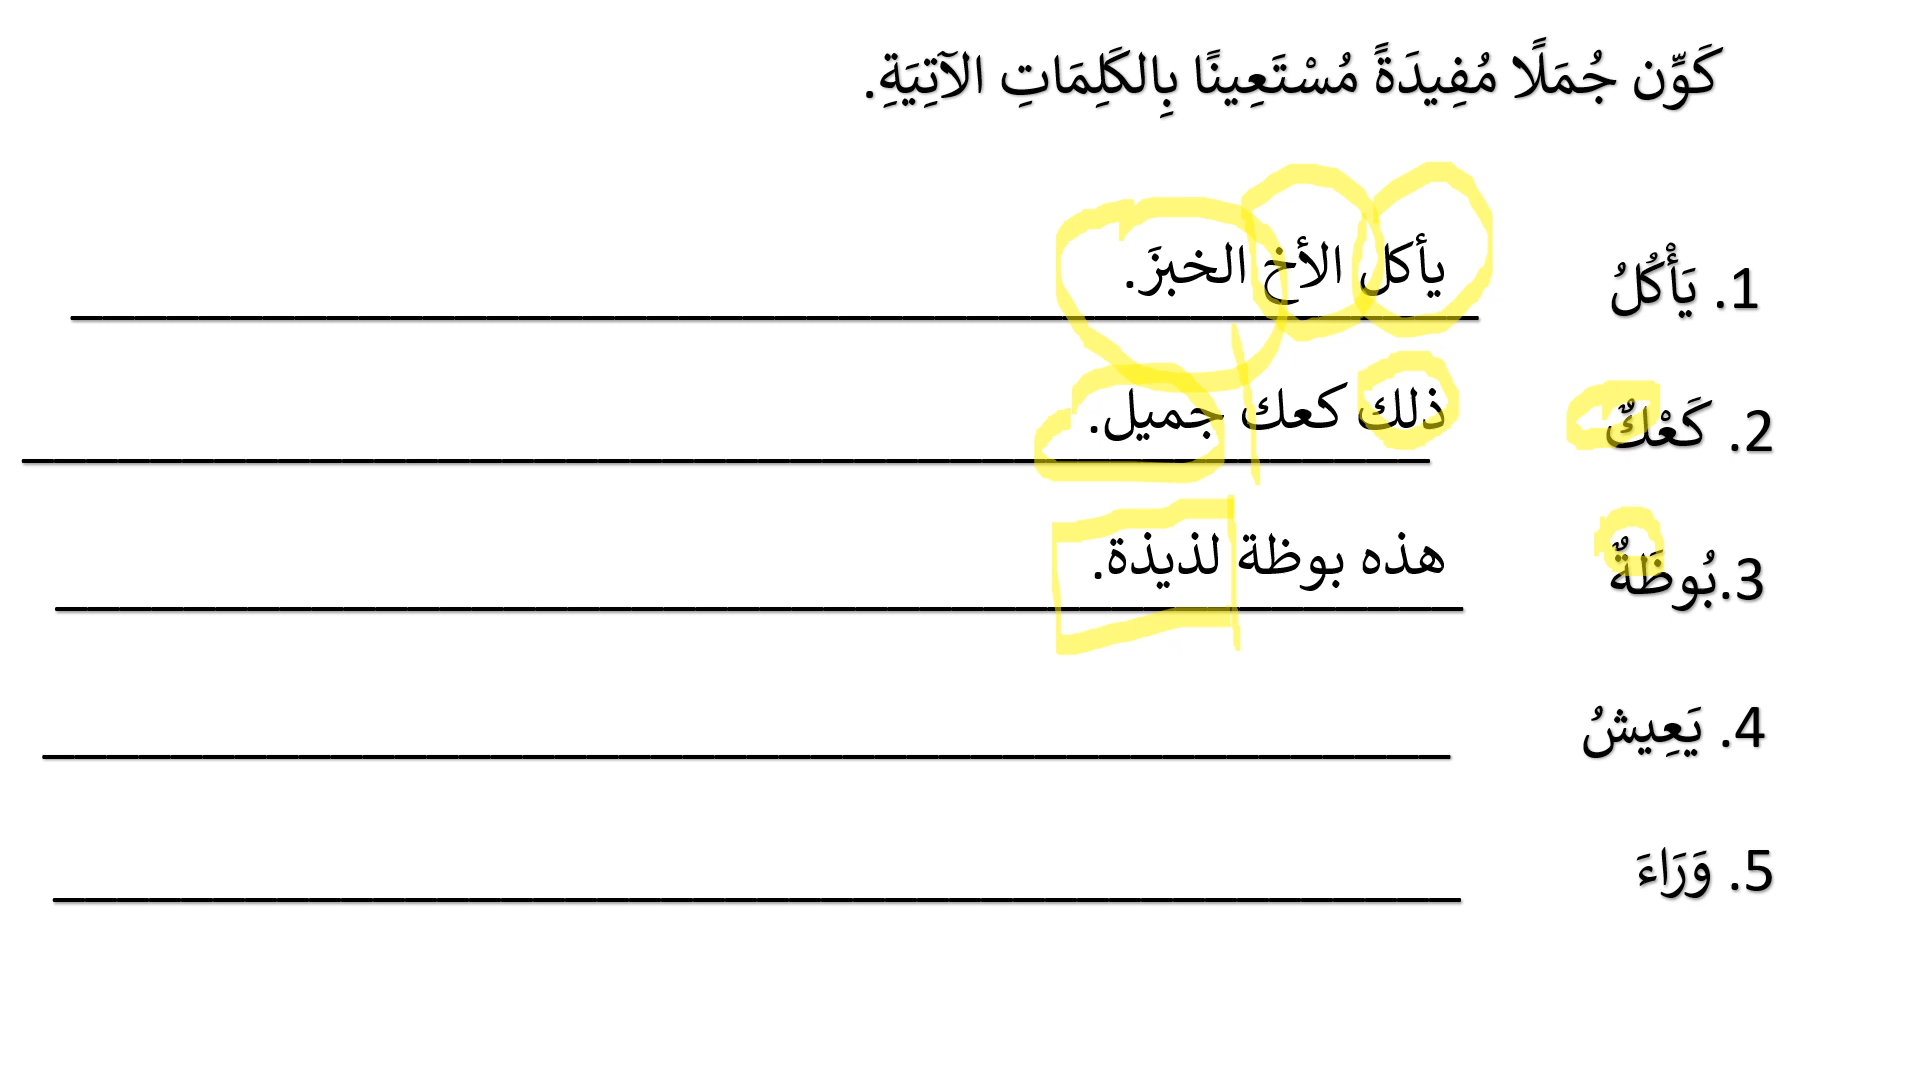 كَوِّن جُمَلًا مُفِيدَةً مُسْتَعِينًا بِالكَلِمَاتِ الآتِيَةِ.
1. يَأْكُلُ يأكل الأخ الخبزَ.
2. كَعْكٌ ذلك كعك جميل.
3.بُوظَةٌ هذه بوظة لذيذة.
4. يَعِيشُ
5. وَرَاءَ